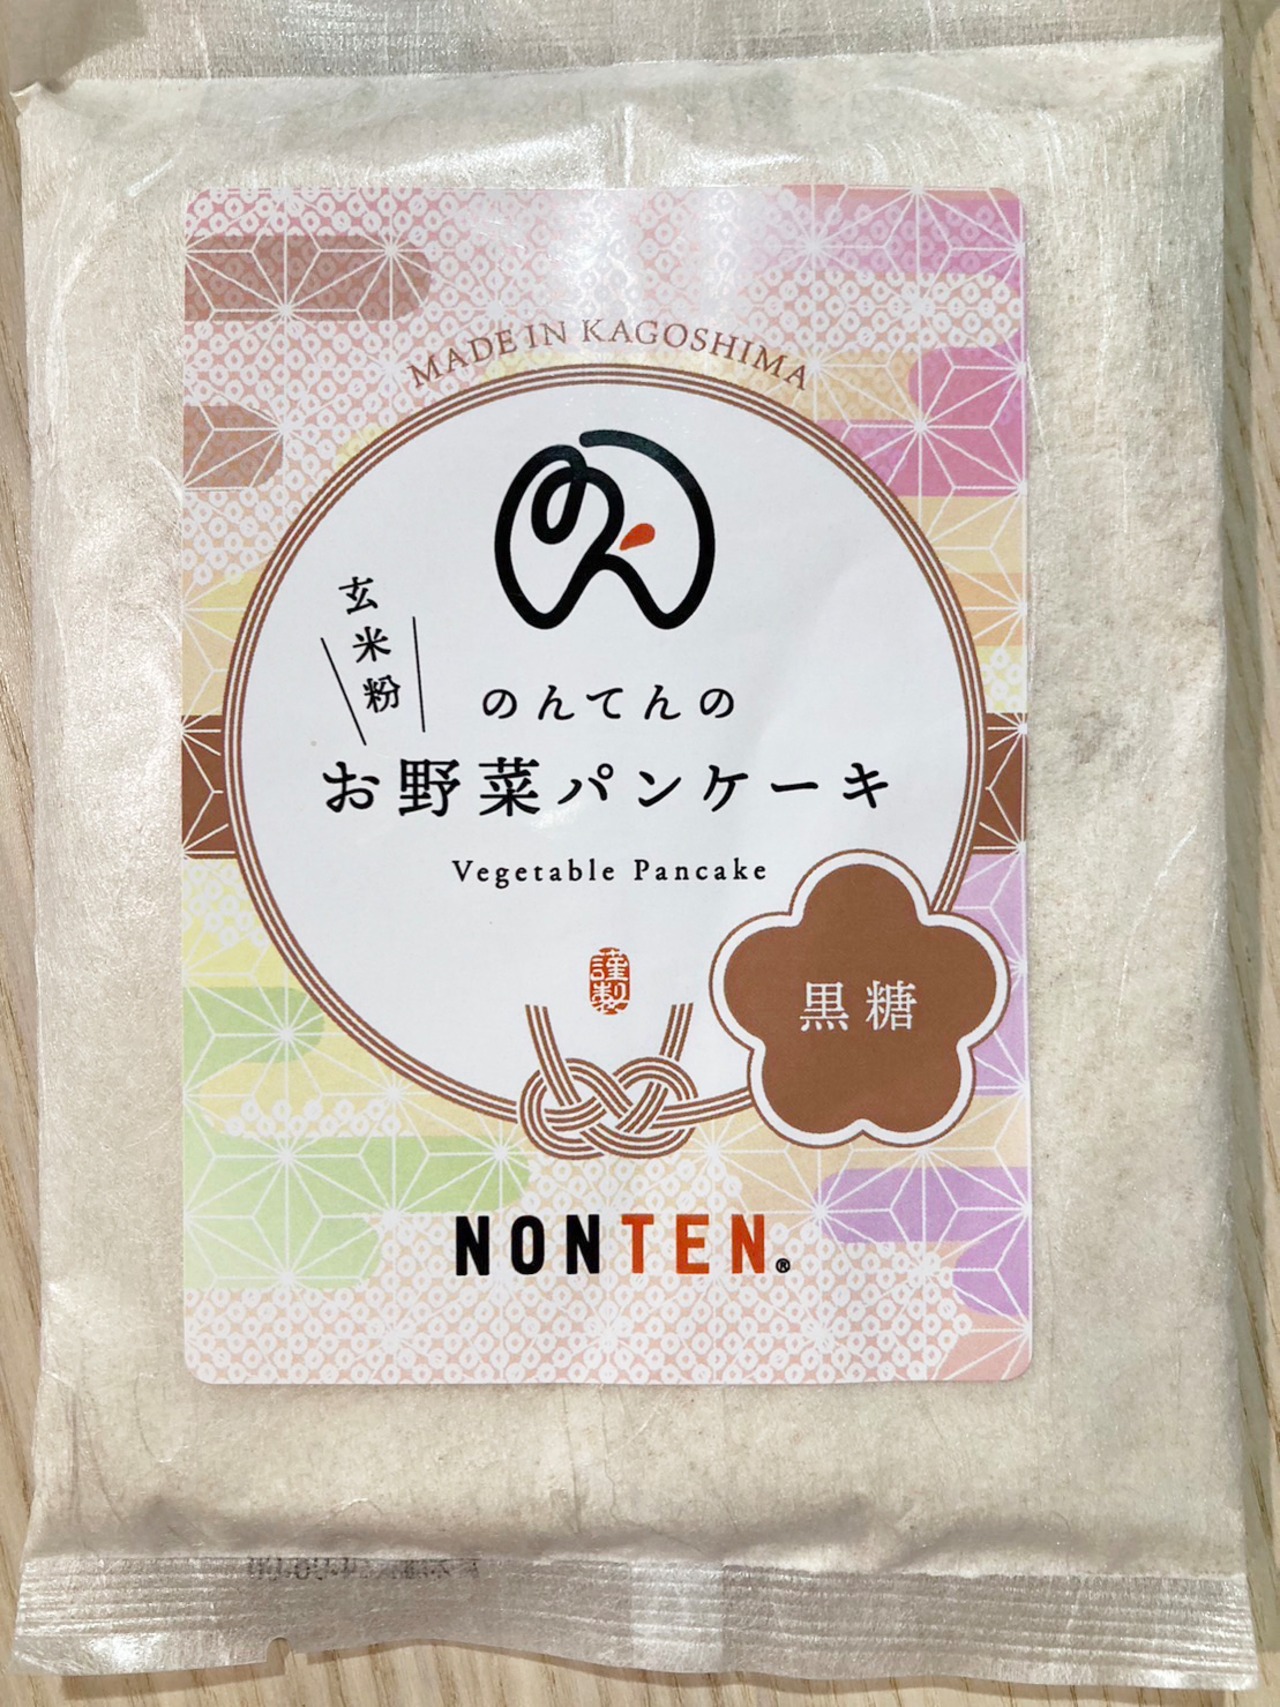 MADE IN KAGOSHIMA
玄米粉
のんてんの
お野菜パンケーキ
Vegetable Pancake
謹製
黒糖
NONTEN®